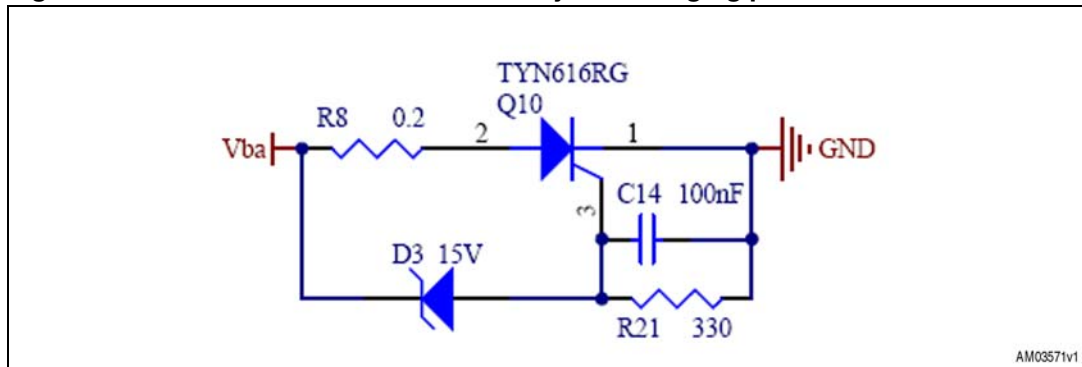 TYN616RG
Q10
R8 0.2
2
1
Vba
GND
3
C14 100nF
D3 15V
R21 330
AM03571v1